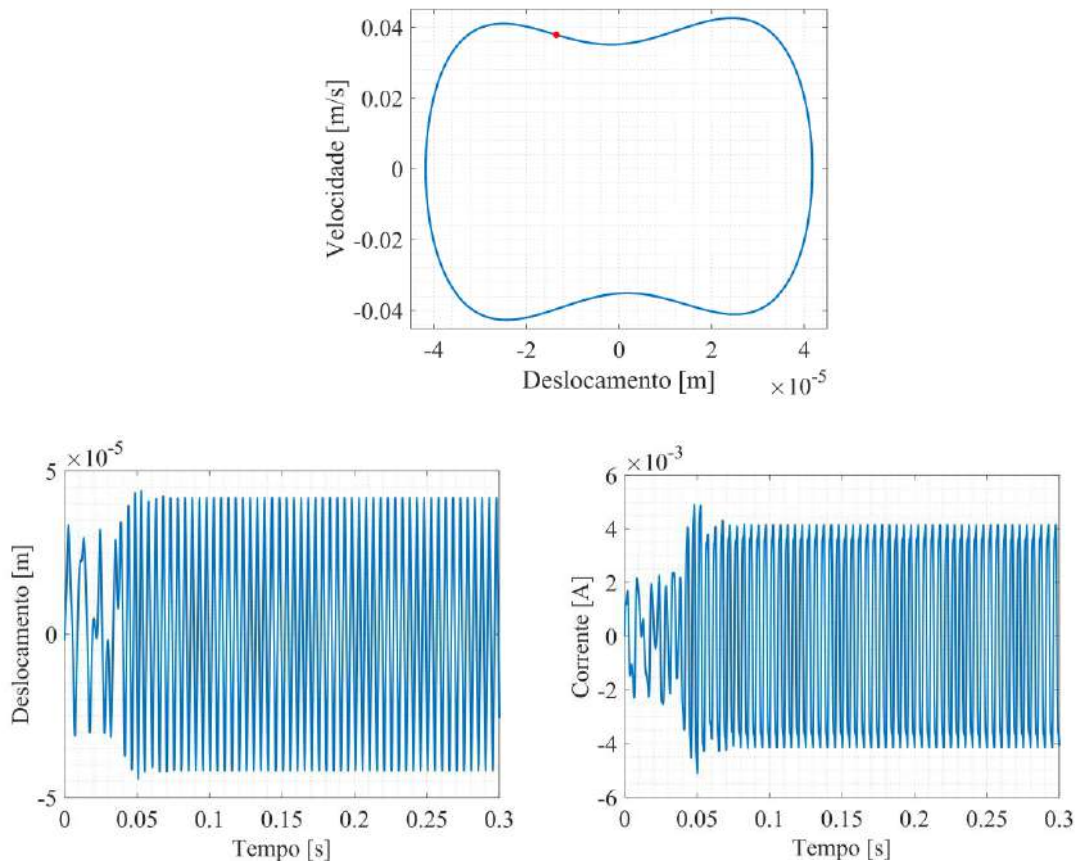 0.04
0.02
0
-0.02
-0.04
Velocidade [m/s]
-4 -2 0 2 4
Deslocamento [m]
×10-5
×10-5
5
0
-5
Deslocamento [m]
0 0.05 0.1 0.15 0.2 0.25 0.3
Tempo [s]
×10-3
6
4
2
0
-2
-4
-6
Corrente [A]
0 0.05 0.1 0.15 0.2 0.25 0.3
Tempo [s]